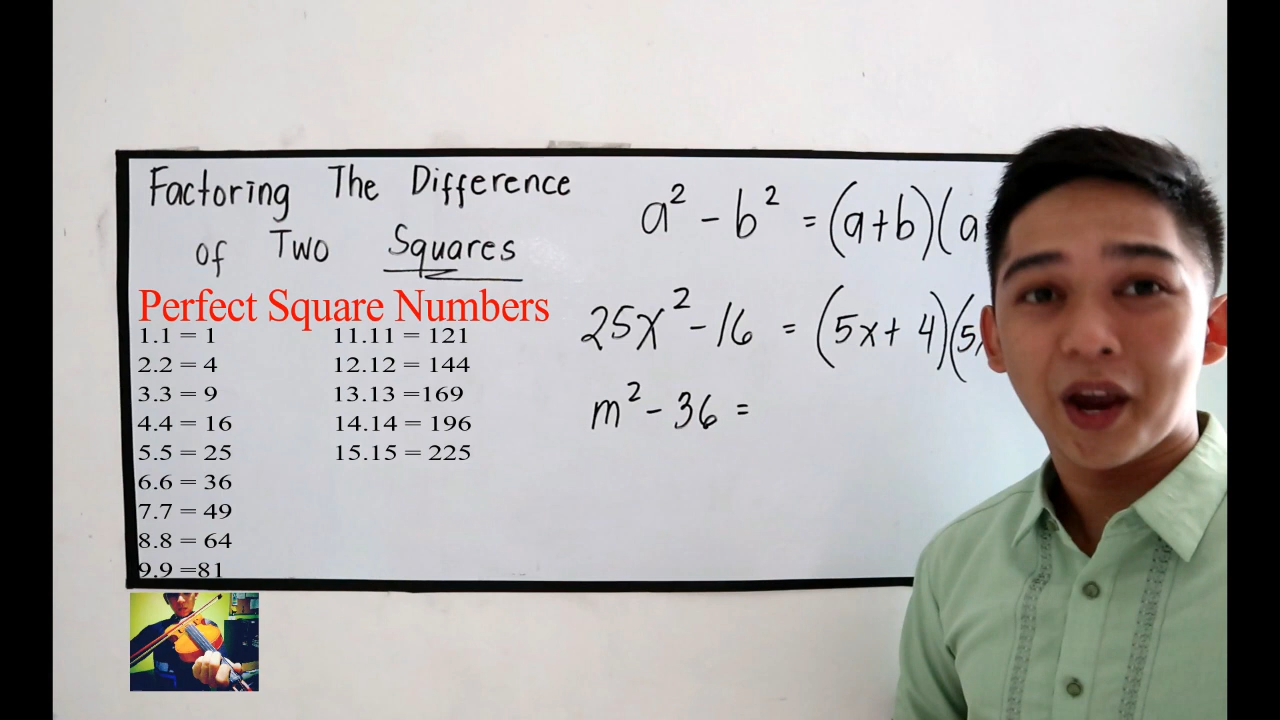 Factoring The Difference
of Two Squares
Perfect Square Numbers
1.1 = 1
2.2 = 4
3.3 = 9
4.4 = 16
5.5 = 25
6.6 = 36
7.7 = 49
8.8 = 64
9.9 =81
11.11 = 121
12.12 = 144
13.13 =169
14.14 = 196
15.15 = 225
a² - b² = (a+b)(a
25x² - 16 = (5x + 4)(5x
m² - 36 =